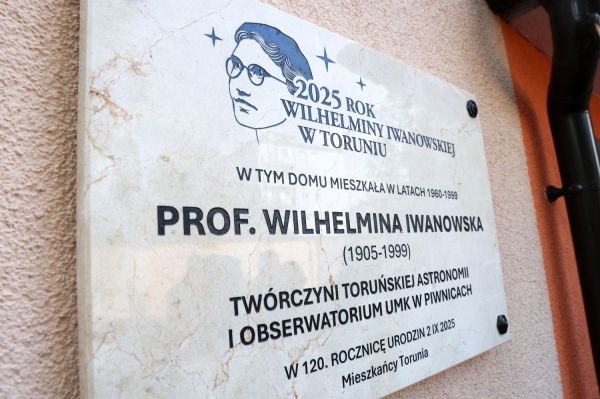 2025 ROK
WILHELMINY IWANOWSKIEJ
W TORUNIU
W TYM DOMU MIESZKAŁA W LATACH 1960-1999
PROF. WILHELMINA IWANOWSKA
(1905-1999)
TWÓRCZYNI TORUŃSKIEJ ASTRONOMII
I OBSERWATORIUM UMK W PIWNICACH
W 120. ROCZNICĘ URODZIN 2 IX 2025
Mieszkańcy Torunia